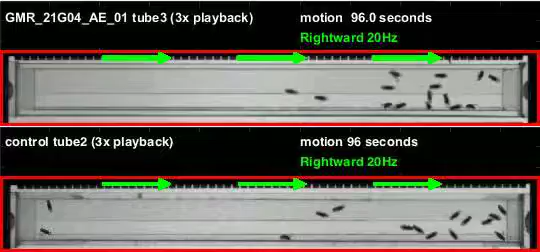 GMR_21G04_AE_01 tube3 (3x playback)
motion  96.0 seconds
Rightward 20Hz
control tube2 (3x playback)
motion 96 seconds
Rightward 20Hz